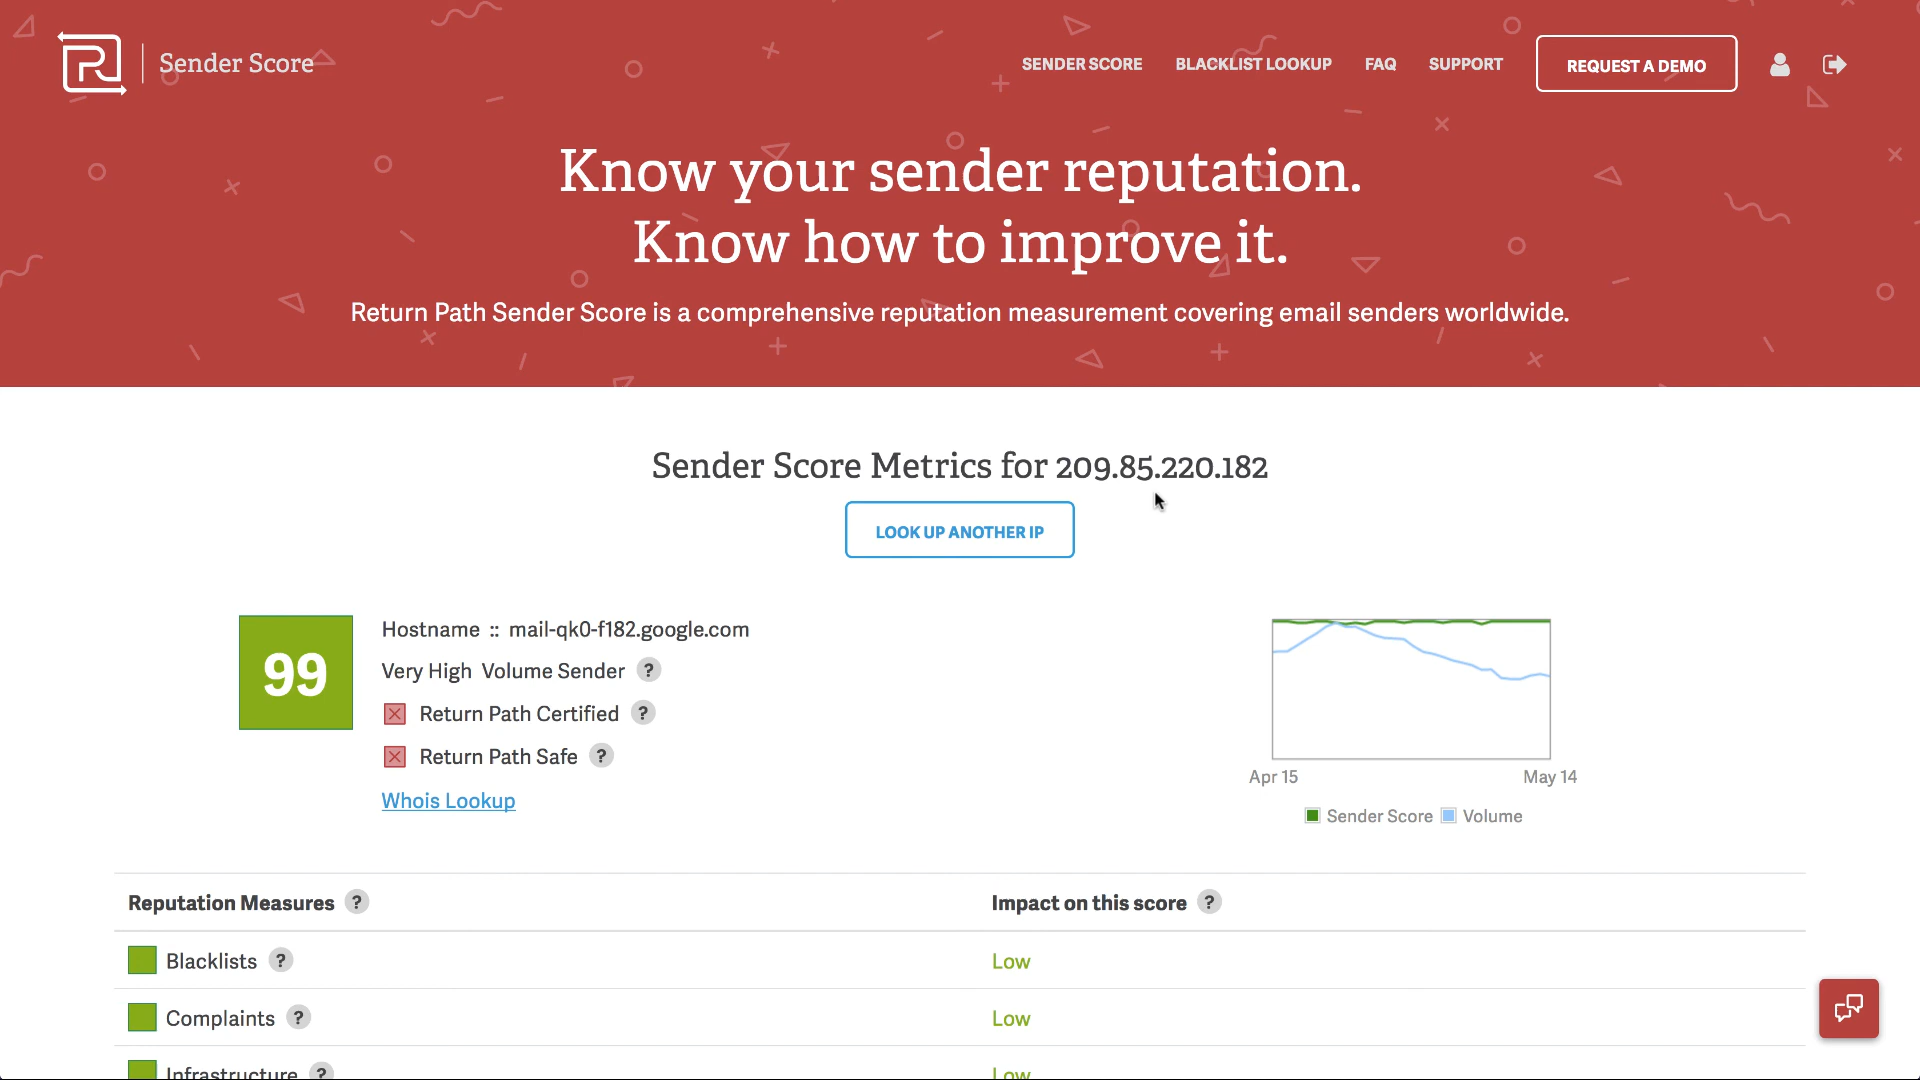 Sender Score
SENDER SCORE
BLACKLIST LOOKUP
FAQ
SUPPORT
REQUEST A DEMO
Know your sender reputation.
Know how to improve it.
Return Path Sender Score is a comprehensive reputation measurement covering email senders worldwide.
Sender Score Metrics for 209.85.220.182
LOOK UP ANOTHER IP
99
Hostname :: mail-qk0-f182.google.com
Very High Volume Sender ?
Return Path Certified ?
Return Path Safe ?
Whois Lookup
Apr 15
May 14
Sender Score
Volume
Reputation Measures ?
Impact on this score ?
Blacklists ?
Low
Complaints ?
Low
Infrastructure ?
Low